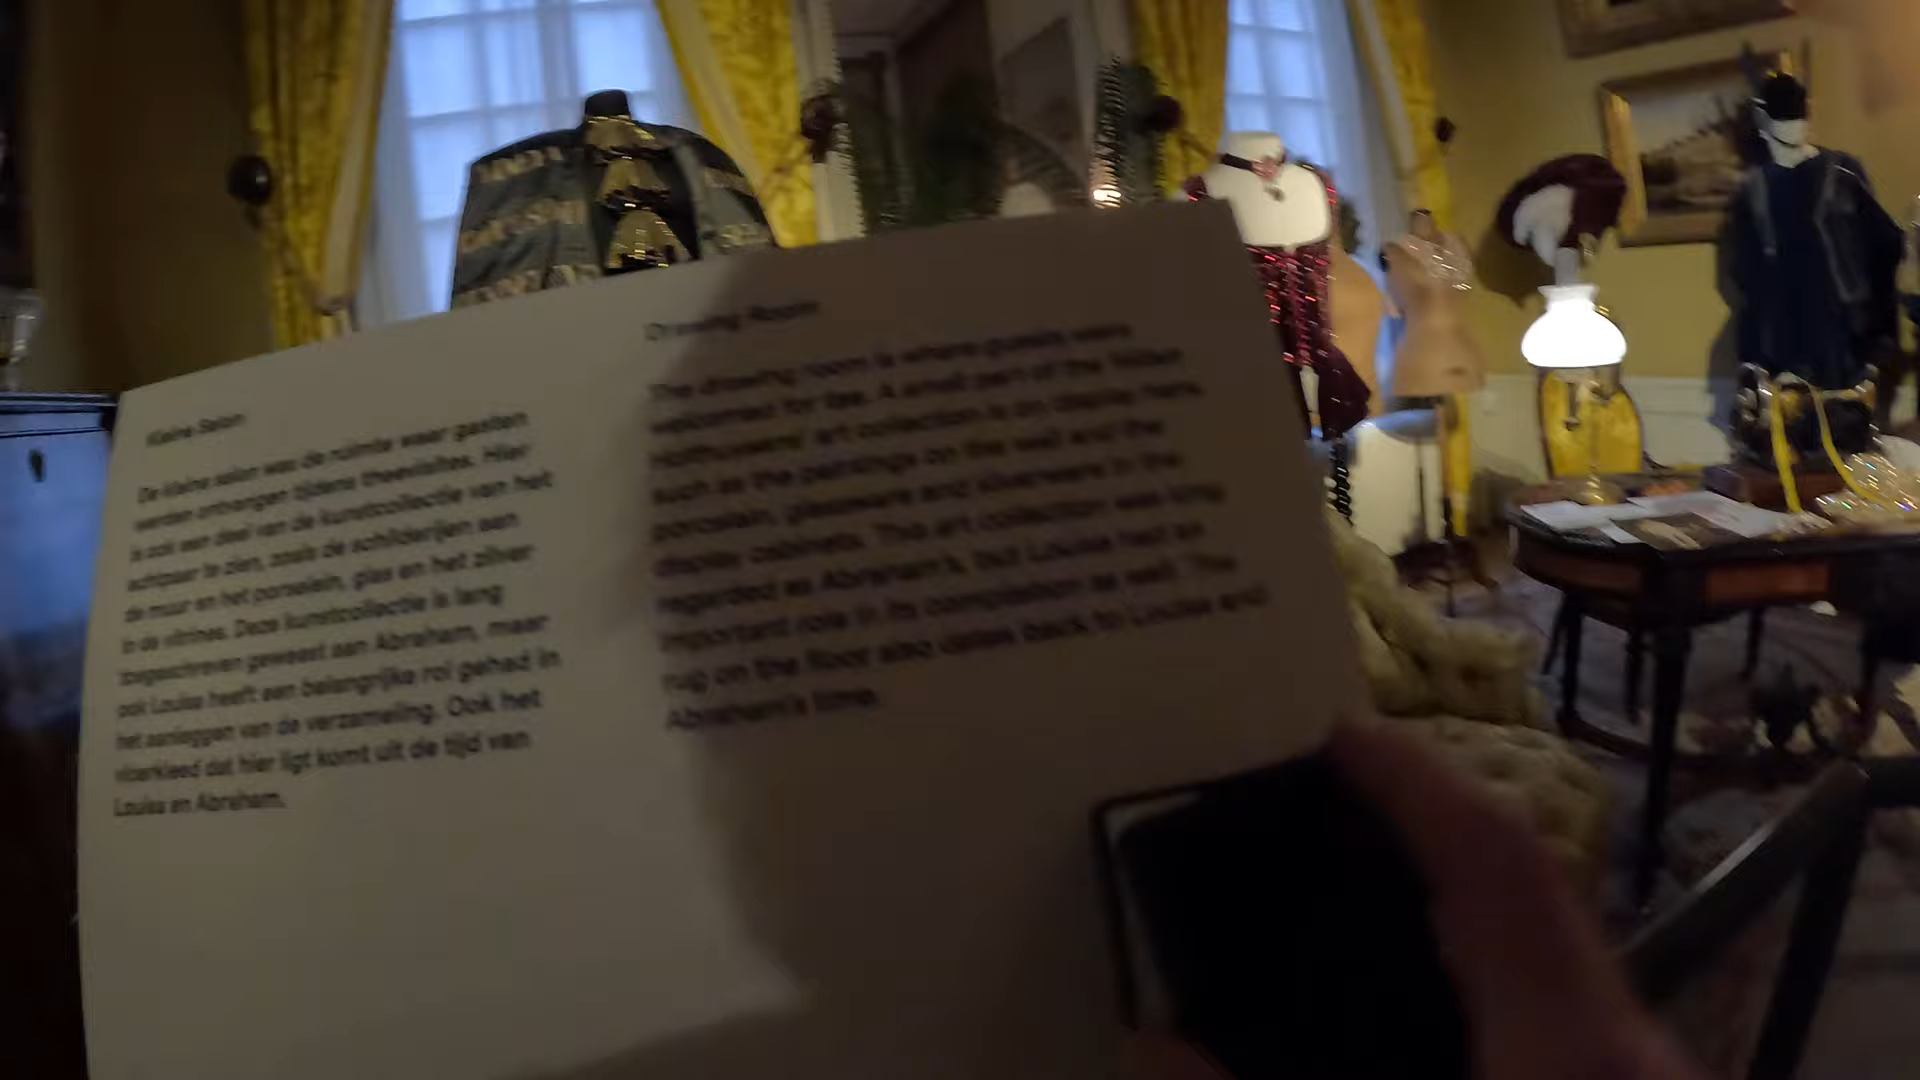 Kleine Salon
De kleine salon was de ruimte waar gasten
werden ontvangen tijdens theevisites. Hier
is ook een deel van de kunstcollectie van het
echtpaar te zien, zoals de schilderijen aan
de muur en het porselein, glas en het zilver
in de vitrines. Deze kunstcollectie is lang
toegeschreven geweest aan Abraham, maar
ook Louisa heeft een belangrijke rol gehad in
het aanleggen van de verzameling. Ook het
vloerkleed dat hier ligt komt uit de tijd van
Louisa en Abraham.
Drawing Room
The drawing room is where guests were
welcomed for tea. A small part of the Willet-
Holthuysens' art collection is on display here,
such as the paintings on the wall and the
porcelain, glassware and silverware in the
display cabinets. This art collection was long
regarded as Abraham's, but Louisa had an
important role in its completion as well. The
rug on the floor also dates back to Louisa and
Abraham's time.